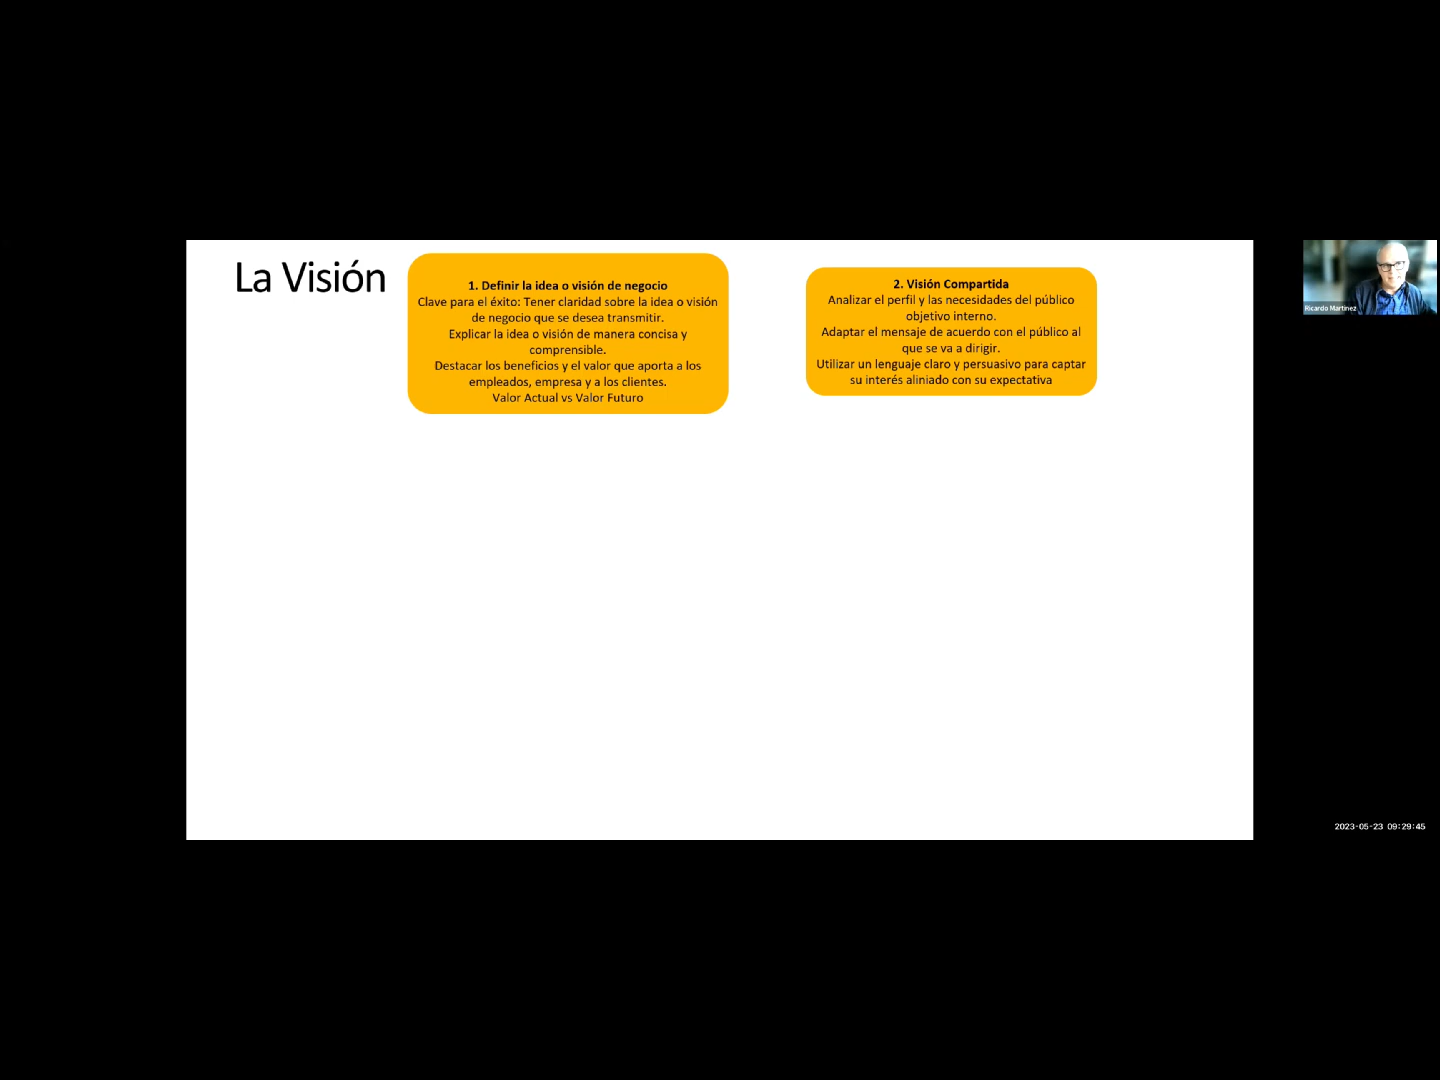 La Visión
1. Definir la idea o visión de negocio
Clave para el éxito: Tener claridad sobre la idea o visión
de negocio que se desea transmitir.
Explicar la idea o visión de manera concisa y
comprensible.
Destacar los beneficios y el valor que aporta a los
empleados, empresa y a los clientes.
Valor Actual vs Valor Futuro
2. Visión Compartida
Analizar el perfil y las necesidades del público
objetivo interno.
Adaptar el mensaje de acuerdo con el público al
que se va a dirigir.
Utilizar un lenguaje claro y persuasivo para captar
su interés aliniado con su expectativa
Ricardo Martinez
2023-05-23 09:29:45